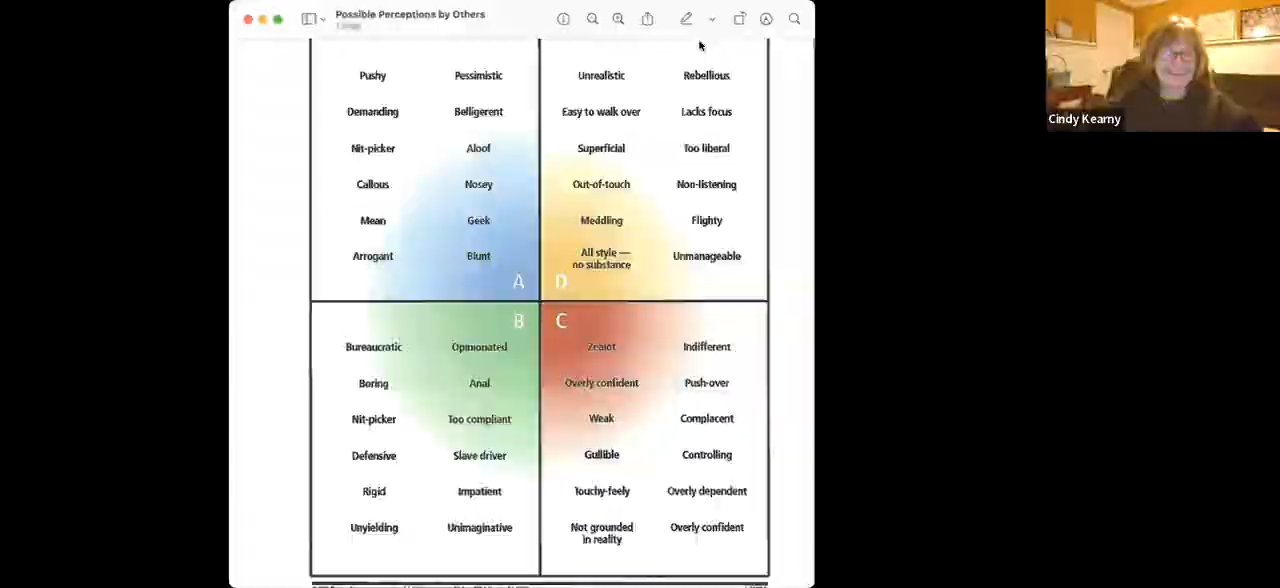 Possible Perceptions by Others
Pushy Pessimistic Unrealistic Rebellious
Demanding Belligerent Easy to walk over Lacks focus
Nit-picker Aloof Superficial Too liberal
Callous Nosey Out-of-touch Non-listening
Mean Geek Meddling Flighty
Arrogant Blunt All style — Unmanageable
no substance
A D
B C
Bureaucratic Opinionated Zealot Indifferent
Boring Anal Overly confident Push-over
Nit-picker Too compliant Weak Complacent
Defensive Slave driver Gullible Controlling
Rigid Impatient Touchy-feely Overly dependent
Unyielding Unimaginative Not grounded Overly confident
in reality
Cindy Kearny